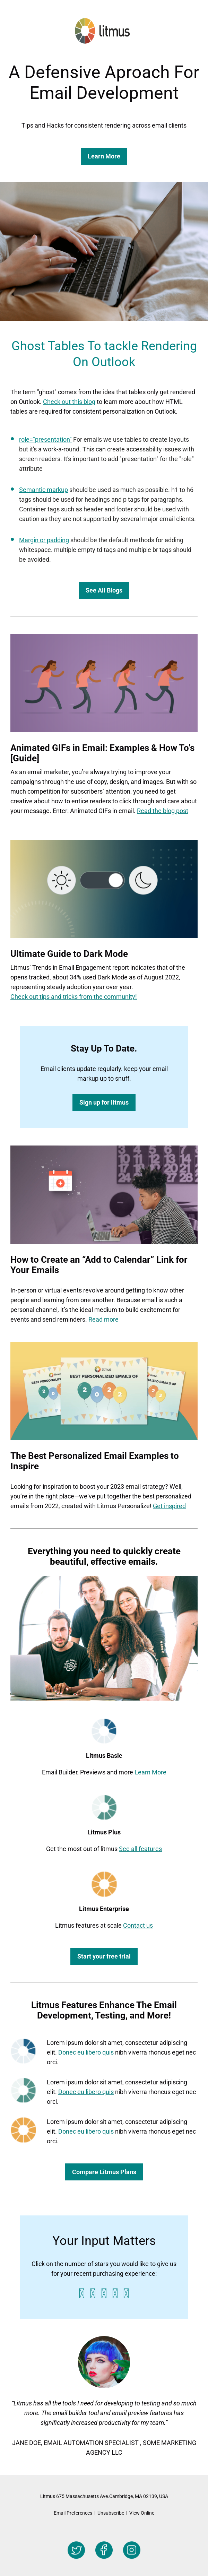 litmus
A Defensive Aproach For
Email Development
Tips and Hacks for consistent rendering across email clients
Learn More
Ghost Tables To tackle Rendering
On Outlook
The term "ghost" comes from the idea that tables only get rendered
on Outlook. Check out this blog to learn more about how HTML
tables are required for consistent personalization on Outlook.
role="presentation" For emails we use tables to create layouts
but it's a work-a-round. This can create accessability issues with
screen readers. It's important to add "presentation" for the "role"
attribute
Semantic markup should be used as much as possible. h1 to h6
tags should be used for headings and p tags for paragraphs.
Container tags such as header and footer should be used with
caution as they are not supported by several major email clients.
Margin or padding should be the default methods for adding
whitespace. multiple empty td tags and multiple br tags should
be avoided.
See All Blogs
Animated GIFs in Email: Examples & How To's
[Guide]
As an email marketer, you're always trying to improve your
campaigns through the use of copy, design, and images. But with so
much competition for subscribers' attention, you need to get
creative about how to entice readers to click through and care about
your message. Enter: Animated GIFs in email. Read the blog post
Ultimate Guide to Dark Mode
Litmus' Trends in Email Engagement report indicates that of the
opens tracked, about 34% used Dark Mode as of August 2022,
representing steady adoption year over year.
Check out tips and tricks from the community!
Stay Up To Date.
Email clients update regularly. keep your email
markup up to snuff.
Sign up for litmus
How to Create an "Add to Calendar" Link for
Your Emails
In-person or virtual events revolve around getting to know other
people and learning from one another. Because email is such a
personal channel, it's the ideal medium to build excitement for
events and send reminders. Read more
BEST PERSONALIZED EMAILS OF
2 0 2 3
The Best Personalized Email Examples to
Inspire
Looking for inspiration to boost your 2023 email strategy? Well,
you're in the right place—we've put together the best personalized
emails from 2022, created with Litmus Personalize! Get inspired
Everything you need to quickly create
beautiful, effective emails.
Litmus Basic
Email Builder, Previews and more Learn More
Litmus Plus
Get the most out of litmus See all features
Litmus Enterprise
Litmus features at scale Contact us
Start your free trial
Litmus Features Enhance The Email
Development, Testing, and More!
Lorem ipsum dolor sit amet, consectetur adipiscing
elit. Donec eu libero quis nibh viverra rhoncus eget nec
orci.
Lorem ipsum dolor sit amet, consectetur adipiscing
elit. Donec eu libero quis nibh viverra rhoncus eget nec
orci.
Lorem ipsum dolor sit amet, consectetur adipiscing
elit. Donec eu libero quis nibh viverra rhoncus eget nec
orci.
Compare Litmus Plans
Your Input Matters
Click on the number of stars you would like to give us
for your recent purchasing experience:
"Litmus has all the tools I need for developing to testing and so much
more. The email builder tool and email preview features has
significantly increased productivity for my team."
JANE DOE, EMAIL AUTOMATION SPECIALIST , SOME MARKETING
AGENCY LLC
Litmus 675 Massachusetts Ave.Cambridge, MA 02139, USA
Email Preferences | Unsubscribe | View Online